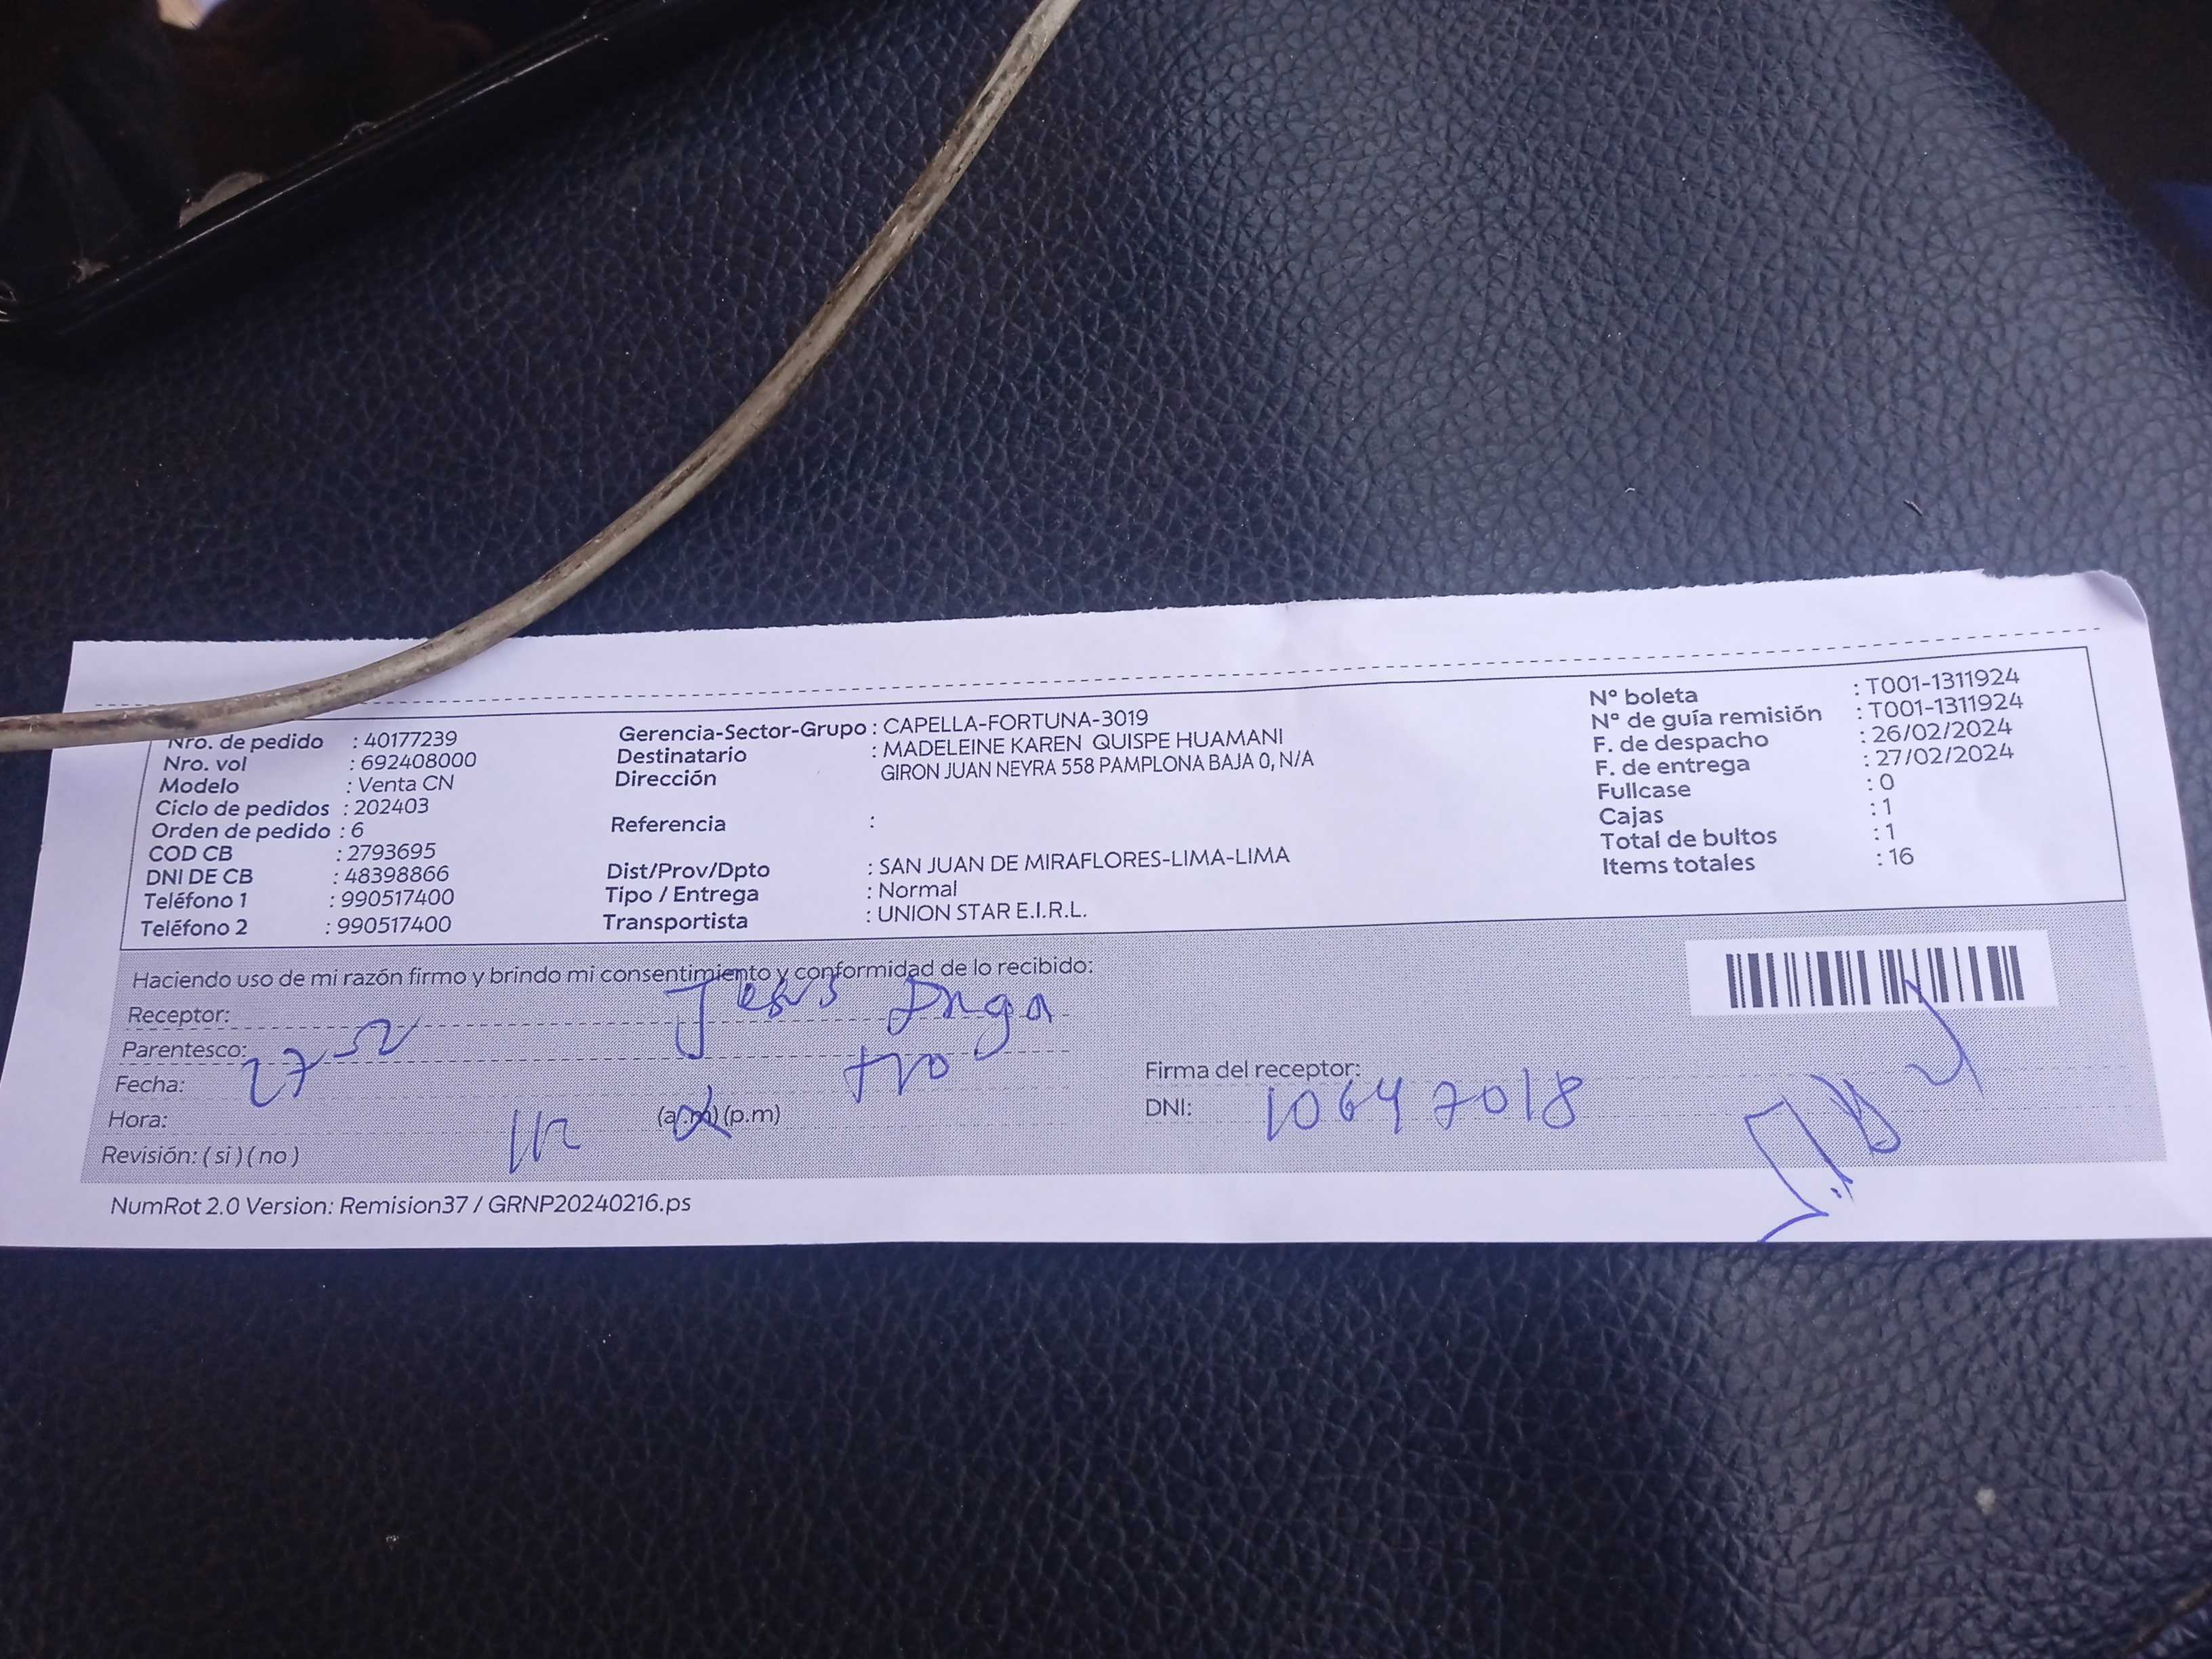 Nro. de pedido : 40177239
Nro. vol : 692408000
Modelo : Venta CN
Ciclo de pedidos : 202403
Orden de pedido : 6
COD CB : 2793695
DNI DE CB : 48398866
Teléfono 1 : 990517400
Teléfono 2 : 990517400
Gerencia-Sector-Grupo : CAPELLA-FORTUNA-3019
Destinatario : MADELEINE KAREN QUISPE HUAMANI
Dirección GIRON JUAN NEYRA 558 PAMPLONA BAJA 0, N/A
Referencia :
Dist/Prov/Dpto : SAN JUAN DE MIRAFLORES-LIMA-LIMA
Tipo / Entrega : Normal
Transportista : UNION STAR E.I.R.L.
Nº boleta : T001-1311924
Nº de guía remisión : T001-1311924
F. de despacho : 26/02/2024
F. de entrega : 27/02/2024
Fullcase : 0
Cajas : 1
Total de bultos : 1
Items totales : 16
Haciendo uso de mi razón firmo y brindo mi consentimiento y conformidad de lo recibido:
Receptor: Jesus Inga
Parentesco:
Fecha: 27
Hora: (a.m) (p.m)
Revisión: ( si ) ( no )
Firma del receptor:
DNI: 10647018
NumRot 2.0 Version: Remision37 / GRNP20240216.ps